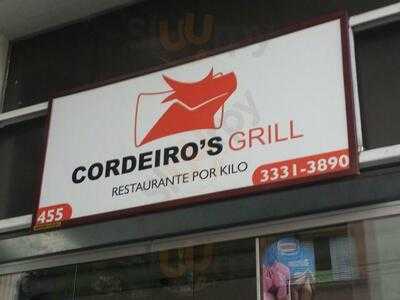 CORDEIRO'S GRILL
RESTAURANTE POR KILO
455
3331-3890